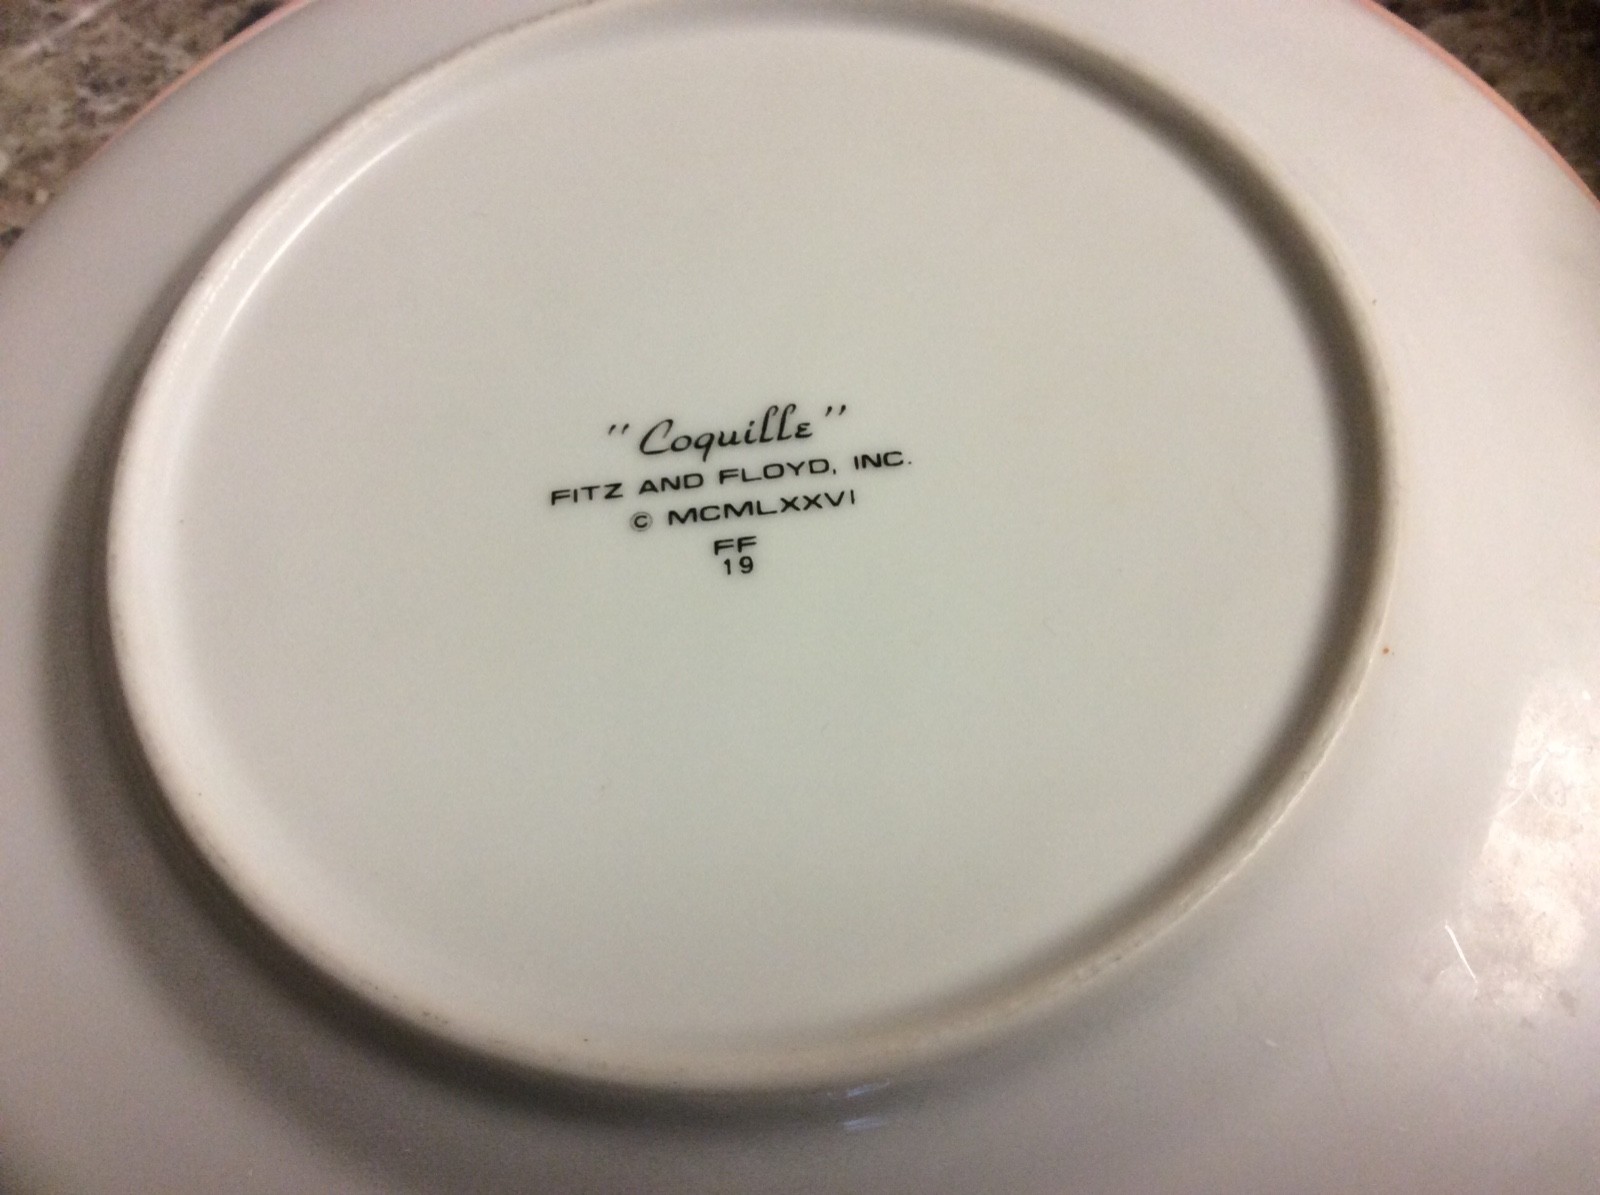 "Coquille"
FITZ AND FLOYD, INC.
© MCMLXXVI
FF
19